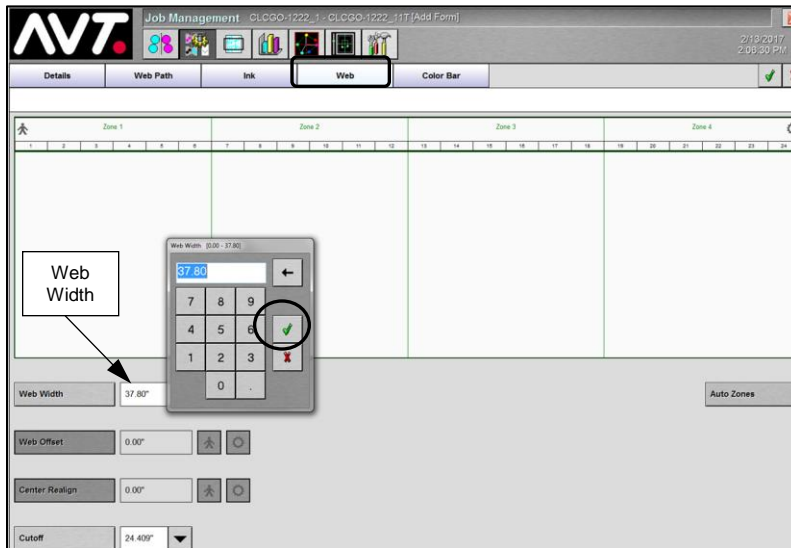 AVT.
Job Management CLCGO-1222_1 - CLCGO-1222_11T [Add Form]
2/13/2017
2:06:30 PM
Details Web Path Ink Web Color Bar
Zone 1 Zone 2 Zone 3 Zone 4
1 2 3 4 5 6 7 8 9 10 11 12 13 14 15 16 17 18 19 20 21 22 23 24
Web Width [0.00 - 37.80]
37.80
7 8 9
4 5 6
1 2 3
0 .
Web
Width
Web Width 37.80" Auto Zones
Web Offset 0.00"
Center Realign 0.00"
Cutoff 24.409"